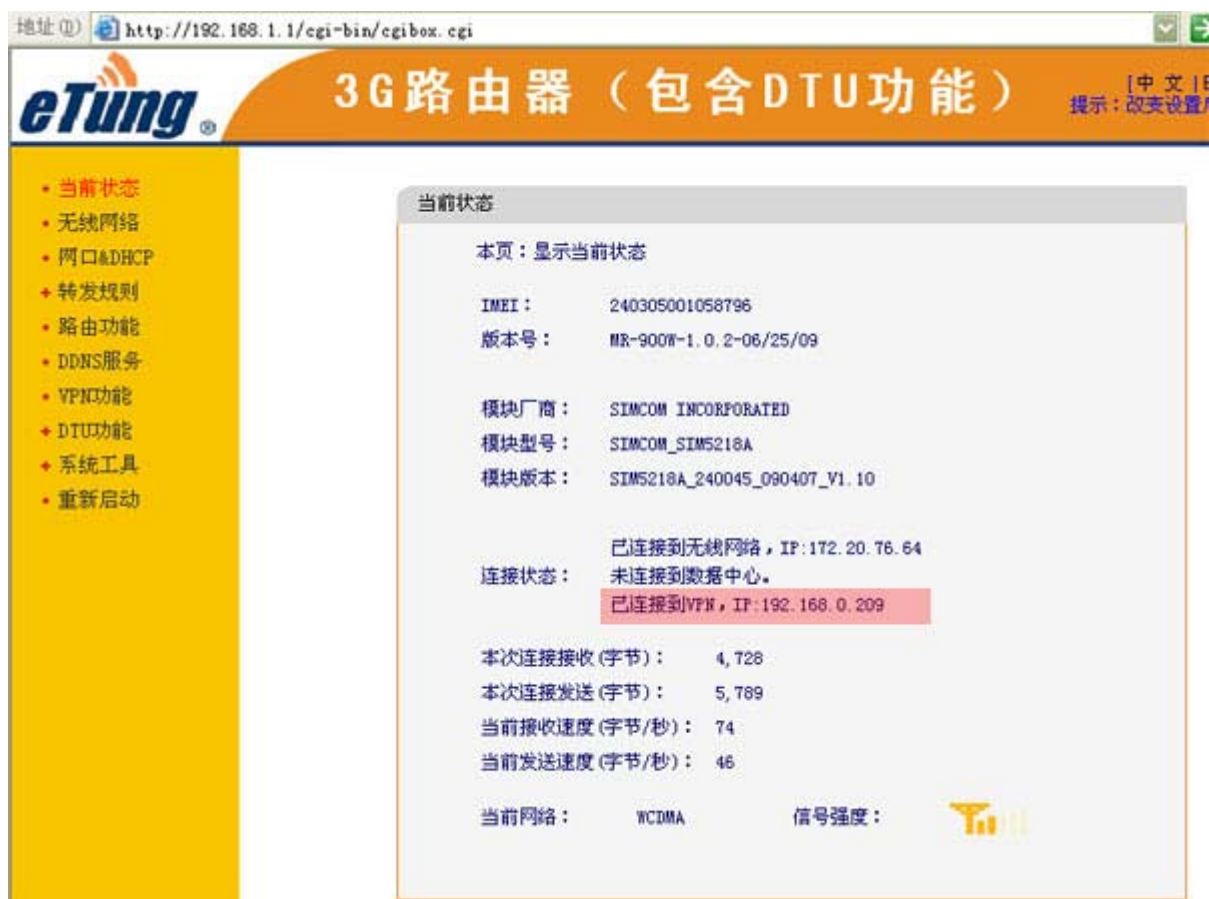 地址(D) http://192.168.1.1/cgi-bin/cgibox.cgi
eTung ®
3G路由器（包含DTU功能）
[中 文|
提示：改变设置
当前状态
无线网络
网口&DHCP
转发规则
路由功能
DDNS服务
VPN功能
DTU功能
系统工具
重新启动
当前状态
本页：显示当前状态
IMEI： 240305001058796
版本号： MR-900W-1.0.2-06/25/09
模块厂商： SIMCOM INCORPORATED
模块型号： SIMCOM_SIM5218A
模块版本： SIM5218A_240045_090407_V1.10
已连接到无线网络，IP:172.20.76.64
连接状态： 未连接到数据中心。
已连接到VPN，IP:192.168.0.209
本次连接接收(字节)： 4,728
本次连接发送(字节)： 5,789
当前接收速度(字节/秒)： 74
当前发送速度(字节/秒)： 46
当前网络： WCDMA 信号强度：